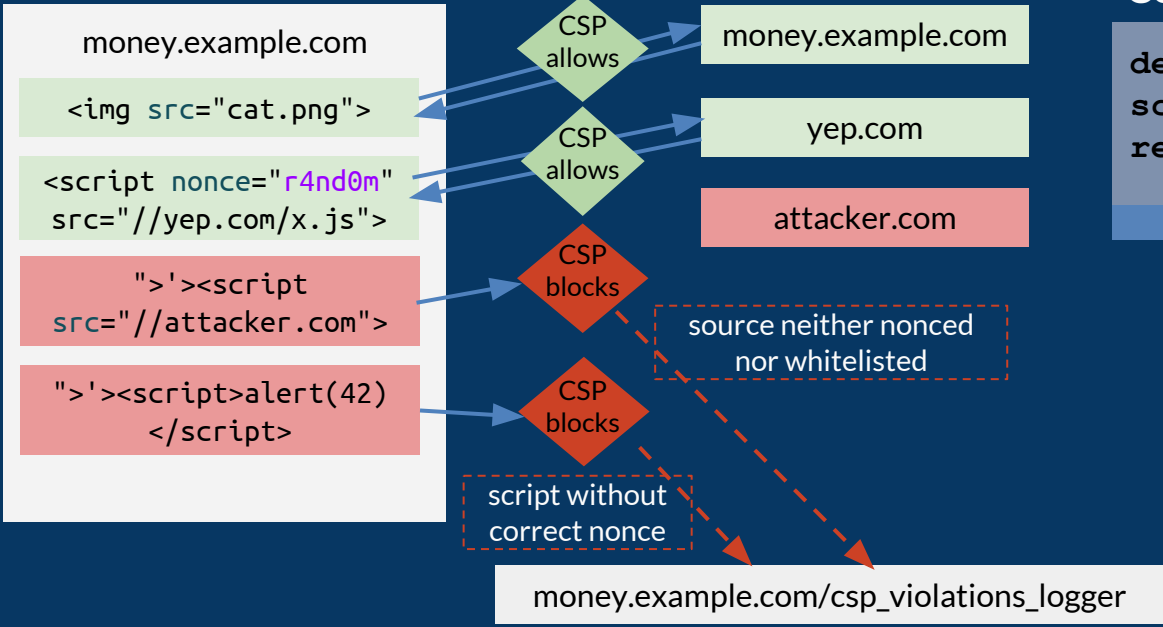 money.example.com
<img src="cat.png">
<script nonce="r4nd0m"
src="//yep.com/x.js">
">'><script
src="//attacker.com">
">'><script>alert(42)
</script>
CSP
allows
CSP
allows
CSP
blocks
CSP
blocks
money.example.com
yep.com
attacker.com
source neither nonced
nor whitelisted
script without
correct nonce
money.example.com/csp_violations_logger
de
re